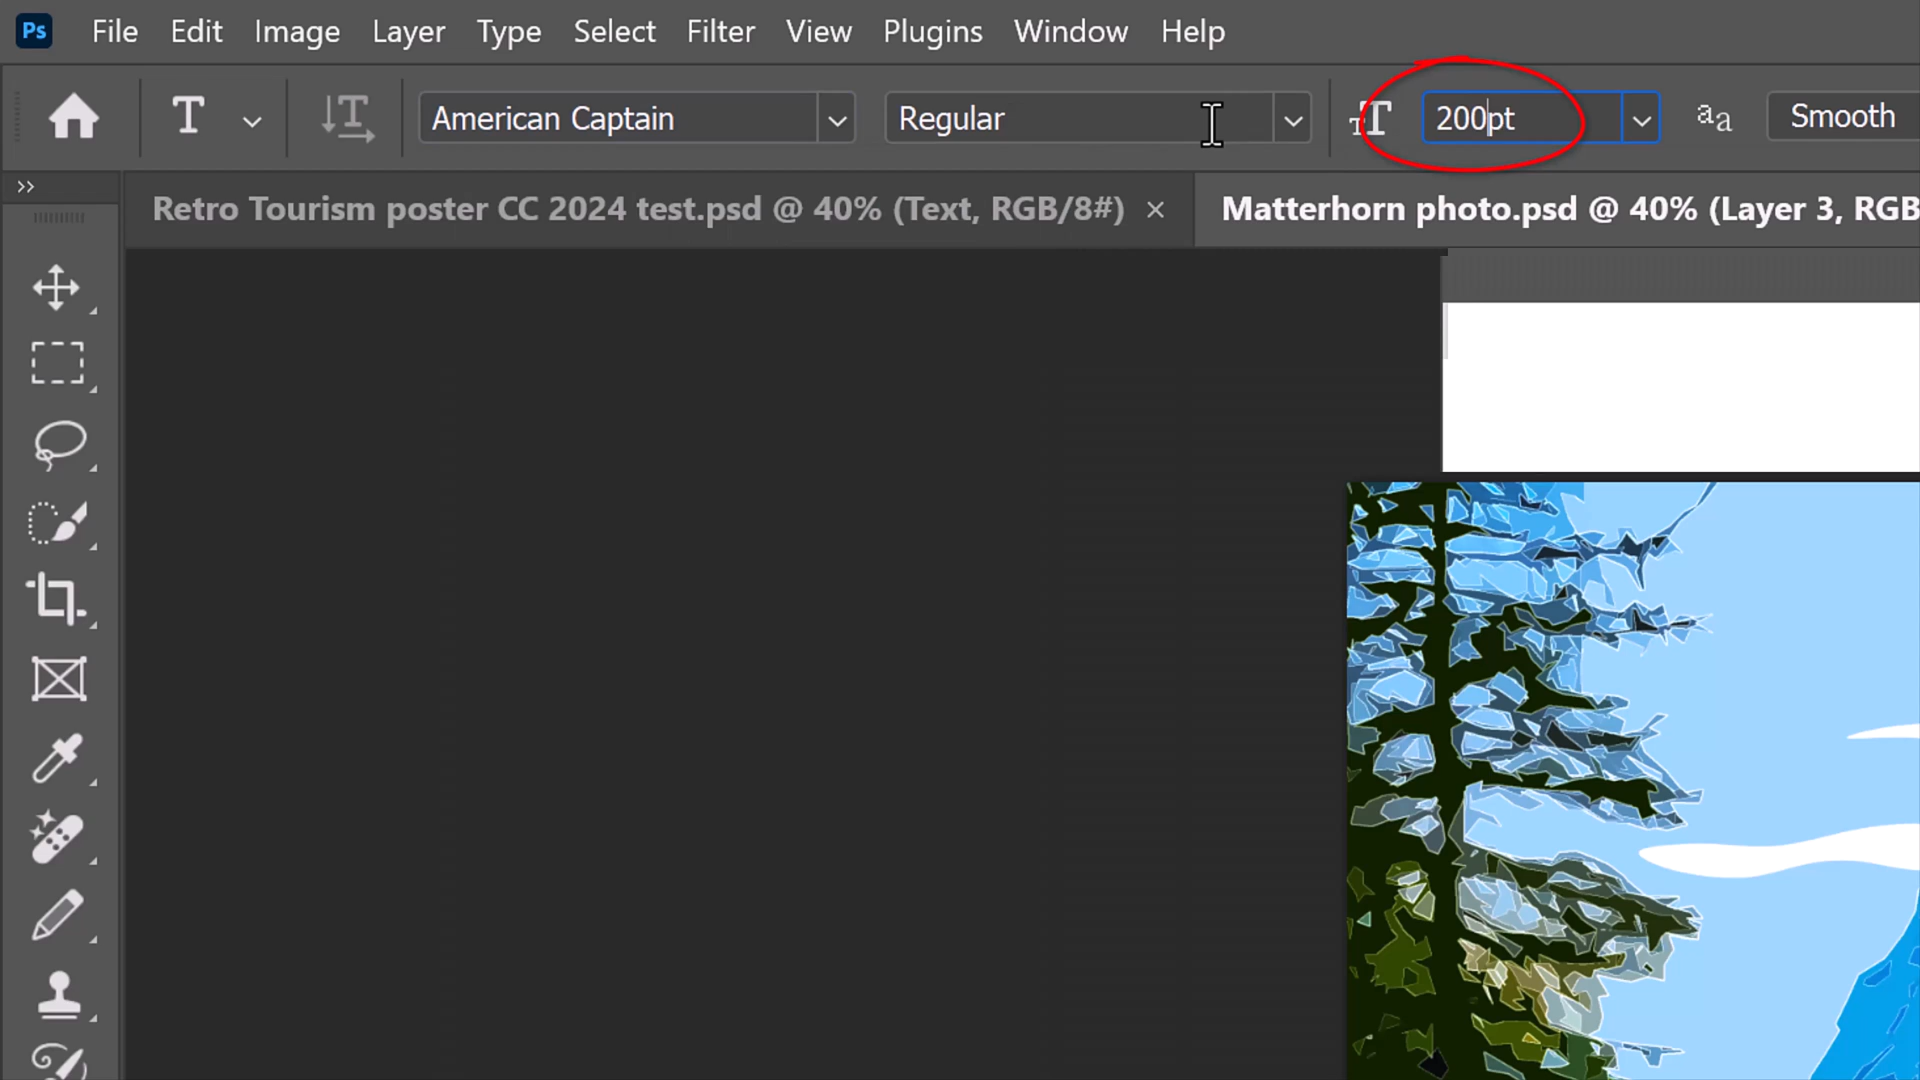 Ps File Edit Image Layer Type Select Filter View Plugins Window Help
T T American Captain Regular TT 200pt aa Smooth
Retro Tourism poster CC 2024 test.psd @ 40% (Text, RGB/8#) × Matterhorn photo.psd @ 40% (Layer 3, RGB